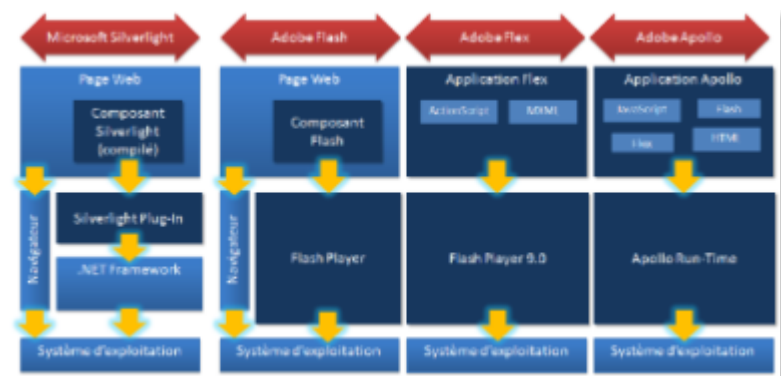 Microsoft Silverlight
Adobe Flash
Adobe Flex
Adobe Apollo
Page Web
Composant
Silverlight
(compilé)
Navigateur
Silverlight Plug-In
.NET Framework
Système d'exploitation
Page Web
Composant
Flash
Navigateur
Flash Player
Système d'exploitation
Application Flex
ActionScript
MXML
Flash Player 9.0
Système d'exploitation
Application Apollo
JavaScript
Flash
Flex
HTML
Apollo Run-Time
Système d'exploitation